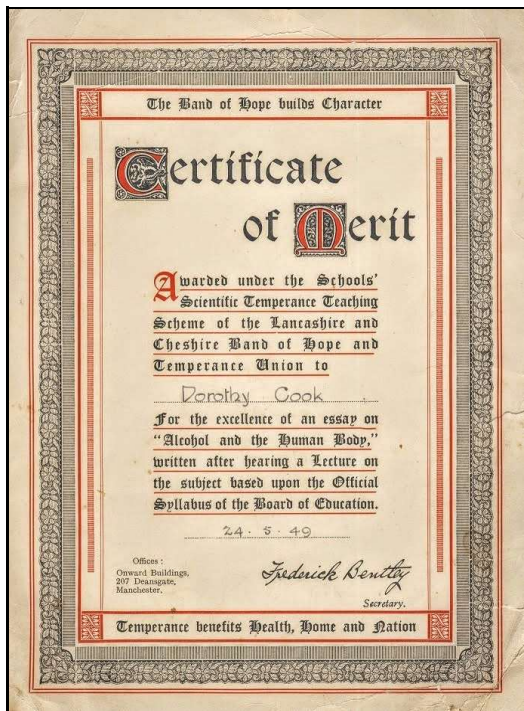 The Band of Hope builds Character
Certificate
of Merit
Awarded under the Schools'
Scientific Temperance Teaching
Scheme of the Lancashire and
Cheshire Band of Hope and
Temperance Union to
Dorothy Cook
For the excellence of an essay on
"Alcohol and the Human Body,"
written after hearing a Lecture on
the subject based upon the Official
Syllabus of the Board of Education.
24 · 5 · 49
Offices :
Onward Buildings,
207 Deansgate,
Manchester.
Frederick Bentley
Secretary.
Temperance benefits Health, Home and Nation